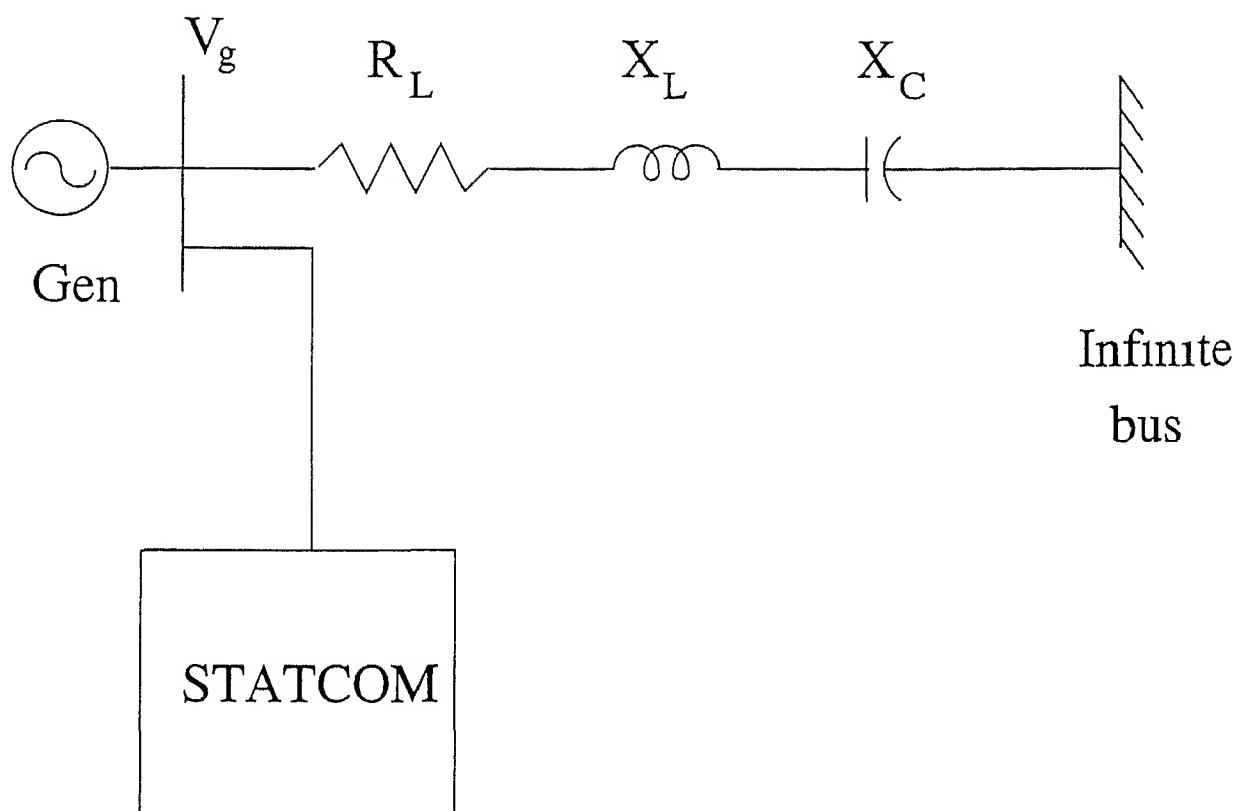 V_g
R_L
X_L
X_C
Gen
Infinite
bus
STATCOM